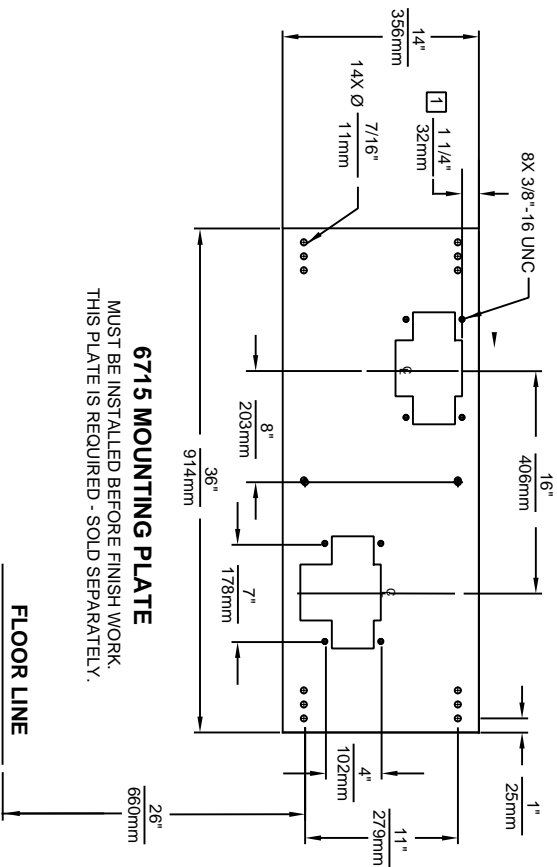 14"
356mm
1
1 1/4"
32mm
8X 3/8"-16 UNC
14X Ø
7/16"
11mm
16"
406mm
1"
25mm
℄
℄
8"
203mm
7"
178mm
4"
102mm
11"
279mm
36"
914mm
26"
660mm
6715 MOUNTING PLATE
MUST BE INSTALLED BEFORE FINISH WORK.
THIS PLATE IS REQUIRED - SOLD SEPARATELY.
FLOOR LINE